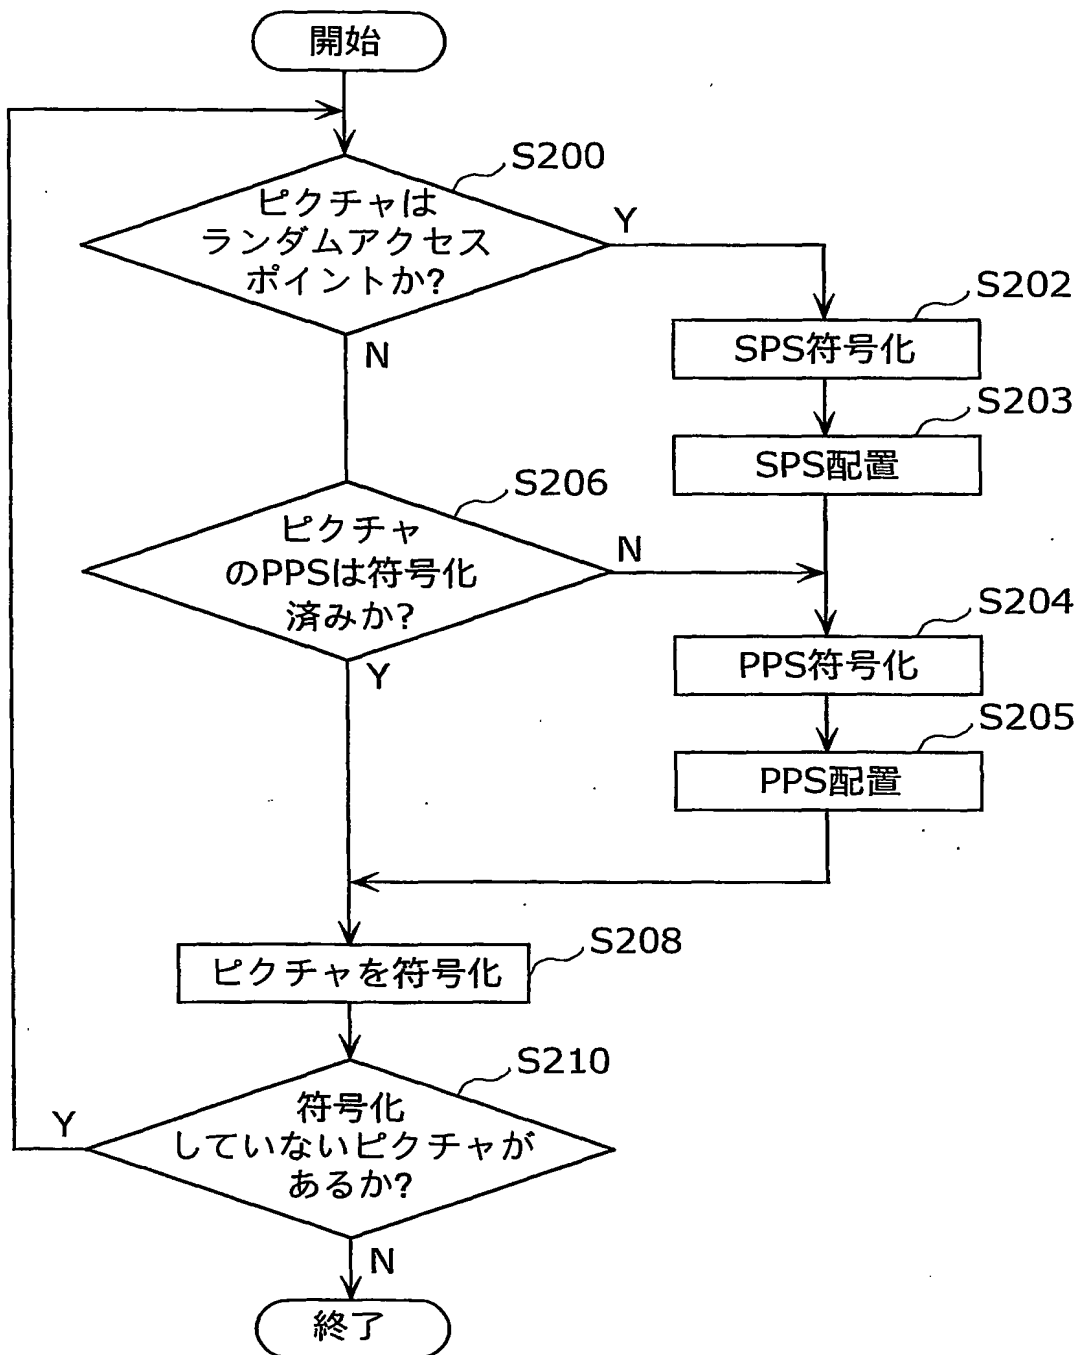 開始
S200
ピクチャは
ランダムアクセス
ポイントか?
Y
N
S202
SPS符号化
S203
SPS配置
S206
ピクチャ
のPPSは符号化
済みか?
N
Y
S204
PPS符号化
S205
PPS配置
S208
ピクチャを符号化
S210
符号化
していないピクチャが
あるか?
Y
N
終了